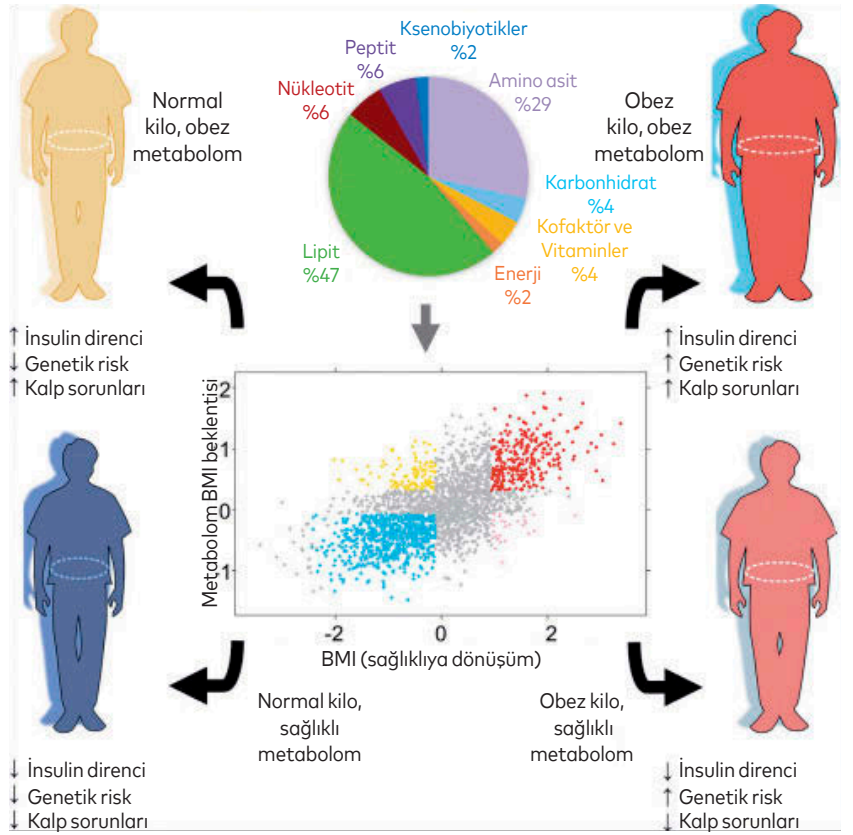 Ksenobiyotikler
%2
Peptit
%6
Nükleotit
%6
Amino asit
%29
Karbonhidrat
%4
Kofaktör ve
Vitaminler
%4
Enerji
%2
Lipit
%47
Normal
kilo, obez
metabolom
Obez
kilo, obez
metabolom
↑ İnsulin direnci
↓ Genetik risk
↑ Kalp sorunları
↑ İnsulin direnci
↑ Genetik risk
↑ Kalp sorunları
Metabolom BMI beklentisi
2
1
0
1
-2
0
2
BMI (sağlıklıya dönüşüm)
Normal kilo,
sağlıklı
metabolom
Obez kilo,
sağlıklı
metabolom
↓ İnsulin direnci
↓ Genetik risk
↓ Kalp sorunları
↓ İnsulin direnci
↑ Genetik risk
↓ Kalp sorunları